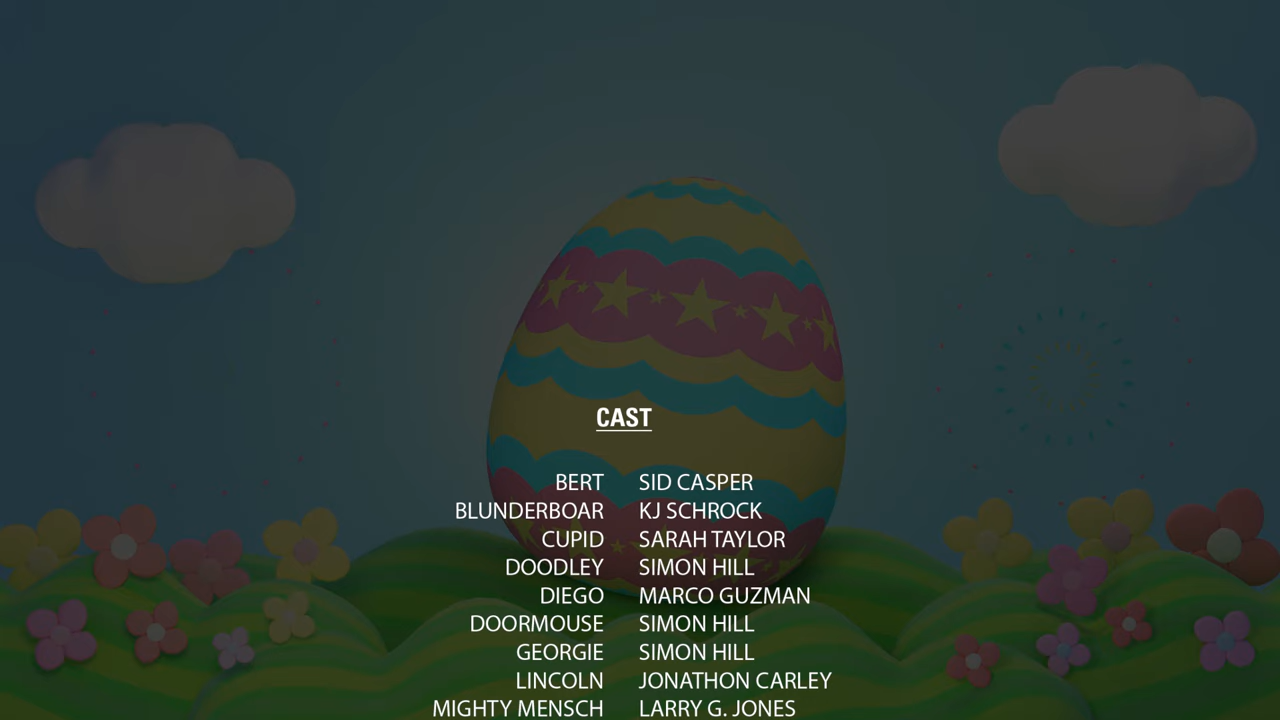 CAST
BERT SID CASPER
BLUNDERBOAR KJ SCHROCK
CUPID SARAH TAYLOR
DOODLEY SIMON HILL
DIEGO MARCO GUZMAN
DOORMOUSE SIMON HILL
GEORGIE SIMON HILL
LINCOLN JONATHON CARLEY
MIGHTY MENSCH LARRY G. JONES